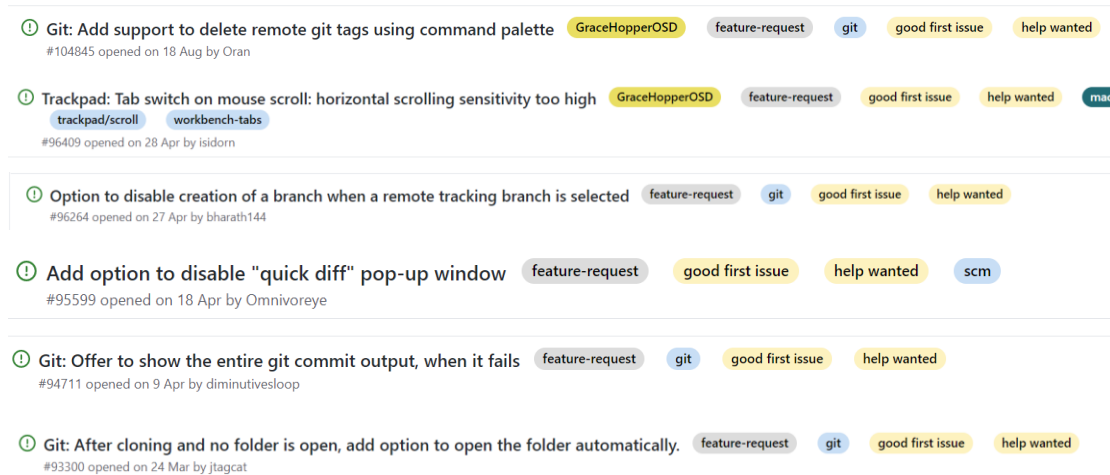 Git: Add support to delete remote git tags using command palette GraceHopperOSD feature-request git good first issue help wanted
#104845 opened on 18 Aug by Oran
Trackpad: Tab switch on mouse scroll: horizontal scrolling sensitivity too high GraceHopperOSD feature-request good first issue help wanted mac
trackpad/scroll workbench-tabs
#96409 opened on 28 Apr by isidorn
Option to disable creation of a branch when a remote tracking branch is selected feature-request git good first issue help wanted
#96264 opened on 27 Apr by bharath144
Add option to disable "quick diff" pop-up window feature-request good first issue help wanted scm
#95599 opened on 18 Apr by Omnivoreye
Git: Offer to show the entire git commit output, when it fails feature-request git good first issue help wanted
#94711 opened on 9 Apr by diminutivesloop
Git: After cloning and no folder is open, add option to open the folder automatically. feature-request git good first issue help wanted
#93300 opened on 24 Mar by jtagcat